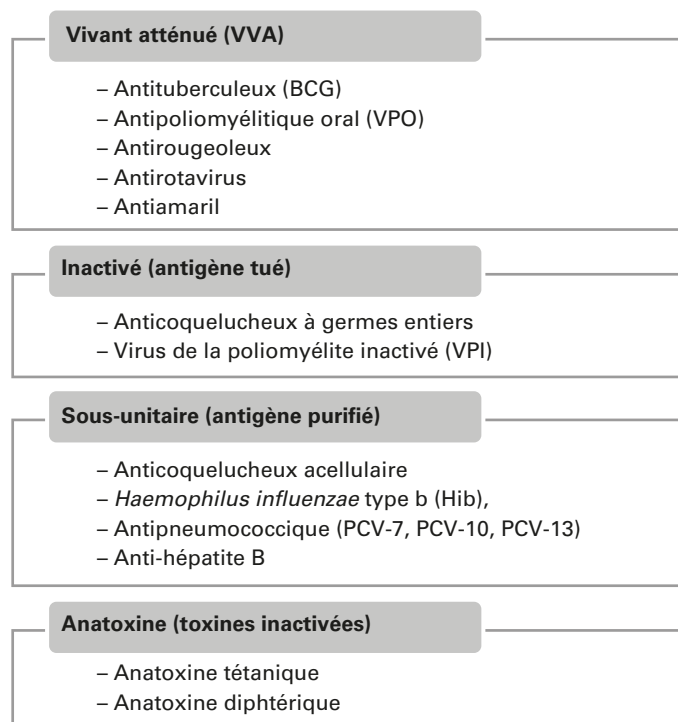 Vivant atténué (VVA)
– Antituberculeux (BCG)
– Antipoliomyélitique oral (VPO)
– Antirougeoleux
– Antirotavirus
– Antiamaril
Inactivé (antigène tué)
– Anticoquelucheux à germes entiers
– Virus de la poliomyélite inactivé (VPI)
Sous-unitaire (antigène purifié)
– Anticoquelucheux acellulaire
– Haemophilus influenzae type b (Hib),
– Antipneumococcique (PCV-7, PCV-10, PCV-13)
– Anti-hépatite B
Anatoxine (toxines inactivées)
– Anatoxine tétanique
– Anatoxine diphtérique